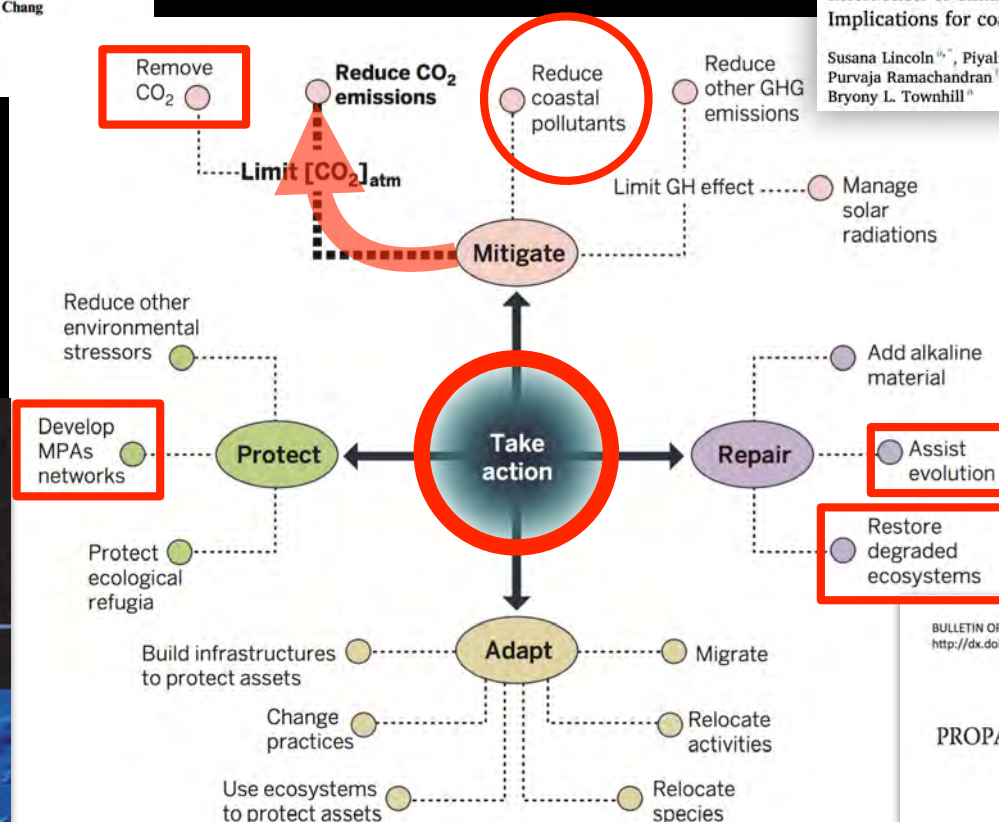 Chang
Implications for
Susana Lincoln
Purvaja Ramachandran
Bryony L. Townhill
Remove
CO₂
Reduce CO₂
emissions
Reduce
coastal
pollutants
Reduce
other GHG
emissions
Limit [CO₂]atm
Limit GH effect
Manage
solar
radiations
Mitigate
Reduce other
environmental
stressors
Add alkaline
material
Develop
MPAs
networks
Protect
Take
action
Repair
Assist
evolution
Protect
ecological
refugia
Restore
degraded
ecosystems
BULLETIN
http://dx.do
Build infrastructures
to protect assets
Adapt
Migrate
Change
practices
Relocate
activities
Use ecosystems
to protect assets
Relocate
species